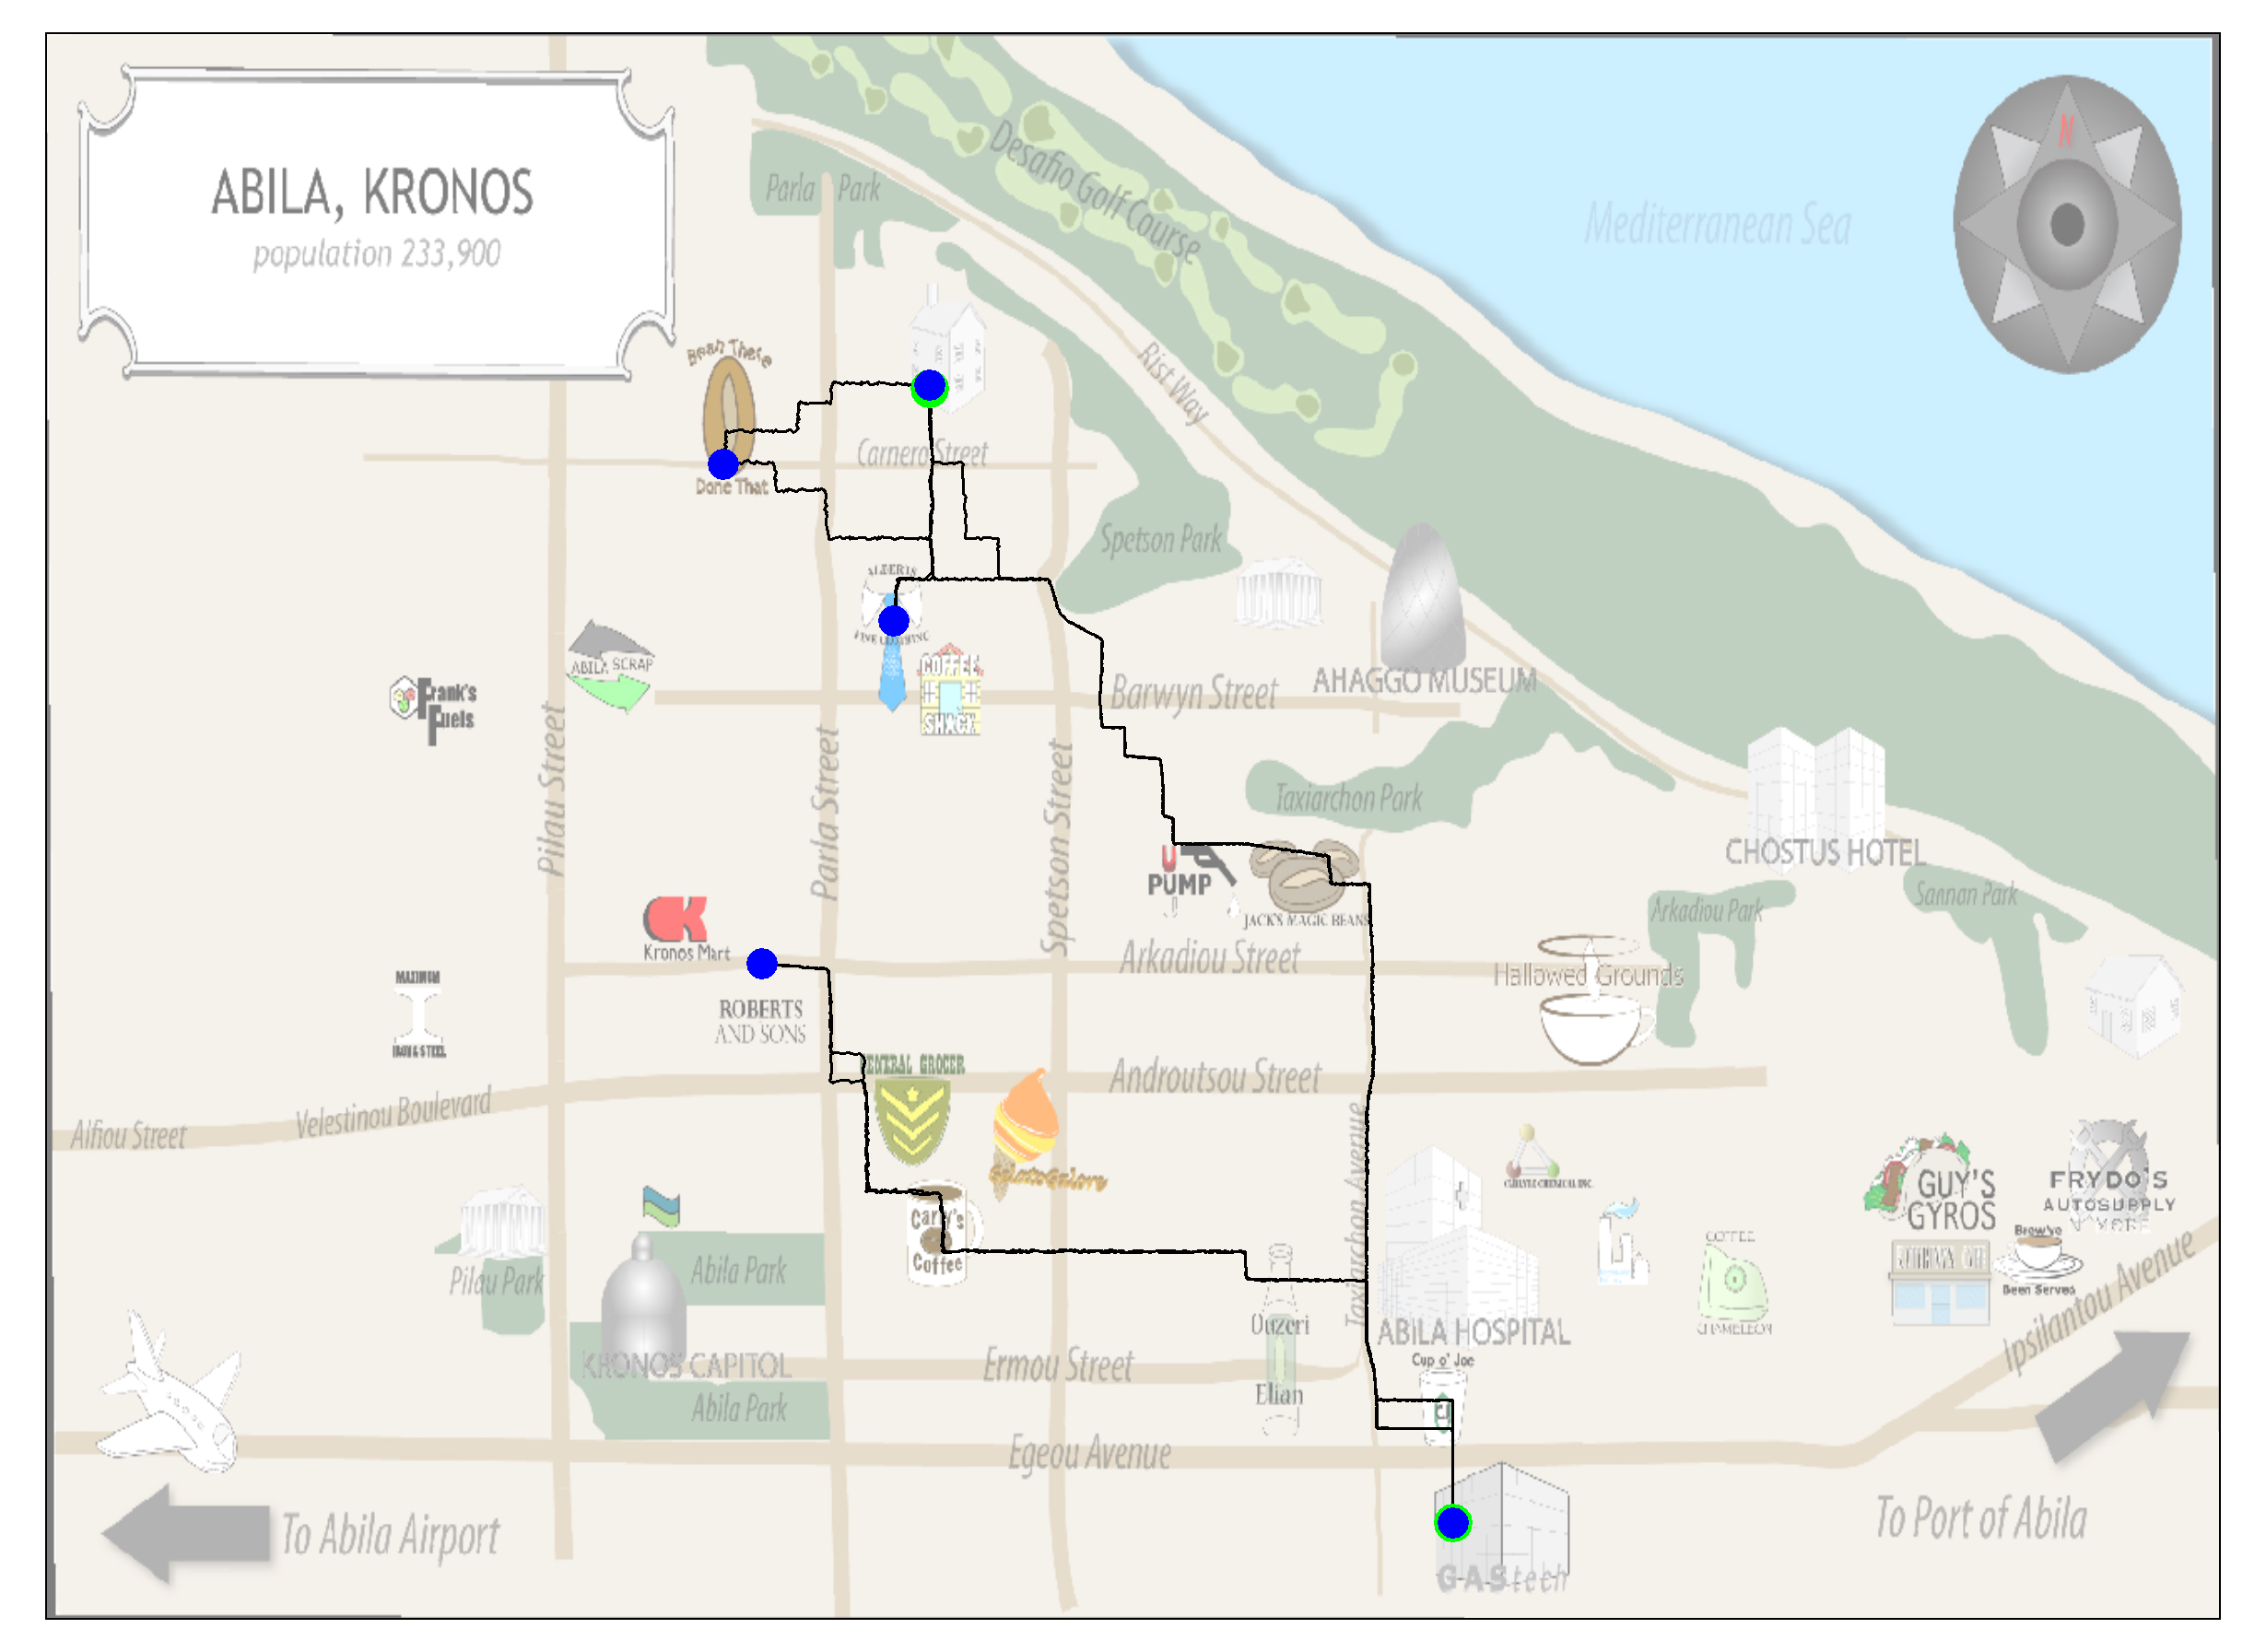 ABILA, KRONOS
population 233,900
N
Mediterranean Sea
Desafio Golf Course
Parla Park
Rist Way
Bean There
Done That
Carnero Street
Spetson Park
ALBERTS
FINE CLOTHING
ABILA SCRAP
Frank's
Fuels
COFFEE
SHACK
Barwyn Street
AHAGGO MUSEUM
Pilau Street
Parla Street
Spetson Street
Taxiarchon Park
CHOSTUS HOTEL
U
PUMP
JACK'S MAGIC BEANS
Arkadiou Park
Sannan Park
Kronos Mart
Arkadiou Street
Hallowed Grounds
MAXIMUM
IRON & STEEL
ROBERTS
AND SONS
GENERAL GROCER
Androutsou Street
Velestinou Boulevard
Alfiou Street
GelatoGalore
Taxiarchon Avenue
CARLYLE CHEMICAL INC.
GUY'S
GYROS
FRYDO'S
AUTOSUPPLY
N' MORE
Carly's
Coffee
Brew've
Been Served
COFFEE
CHAMELEON
Ipsilantou Avenue
Pilau Park
Abila Park
Ouzeri
Elian
ABILA HOSPITAL
Cup o' Joe
CJ
KRONOS CAPITOL
Ermou Street
Abila Park
Egeou Avenue
To Abila Airport
To Port of Abila
GAStech